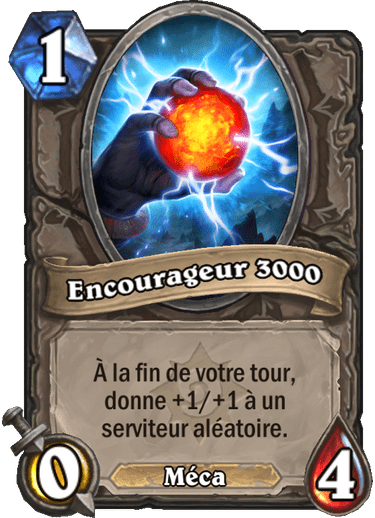 1
Encourageur 3000
À la fin de votre tour,
donne +1/+1 à un
serviteur aléatoire.
0
Méca
4